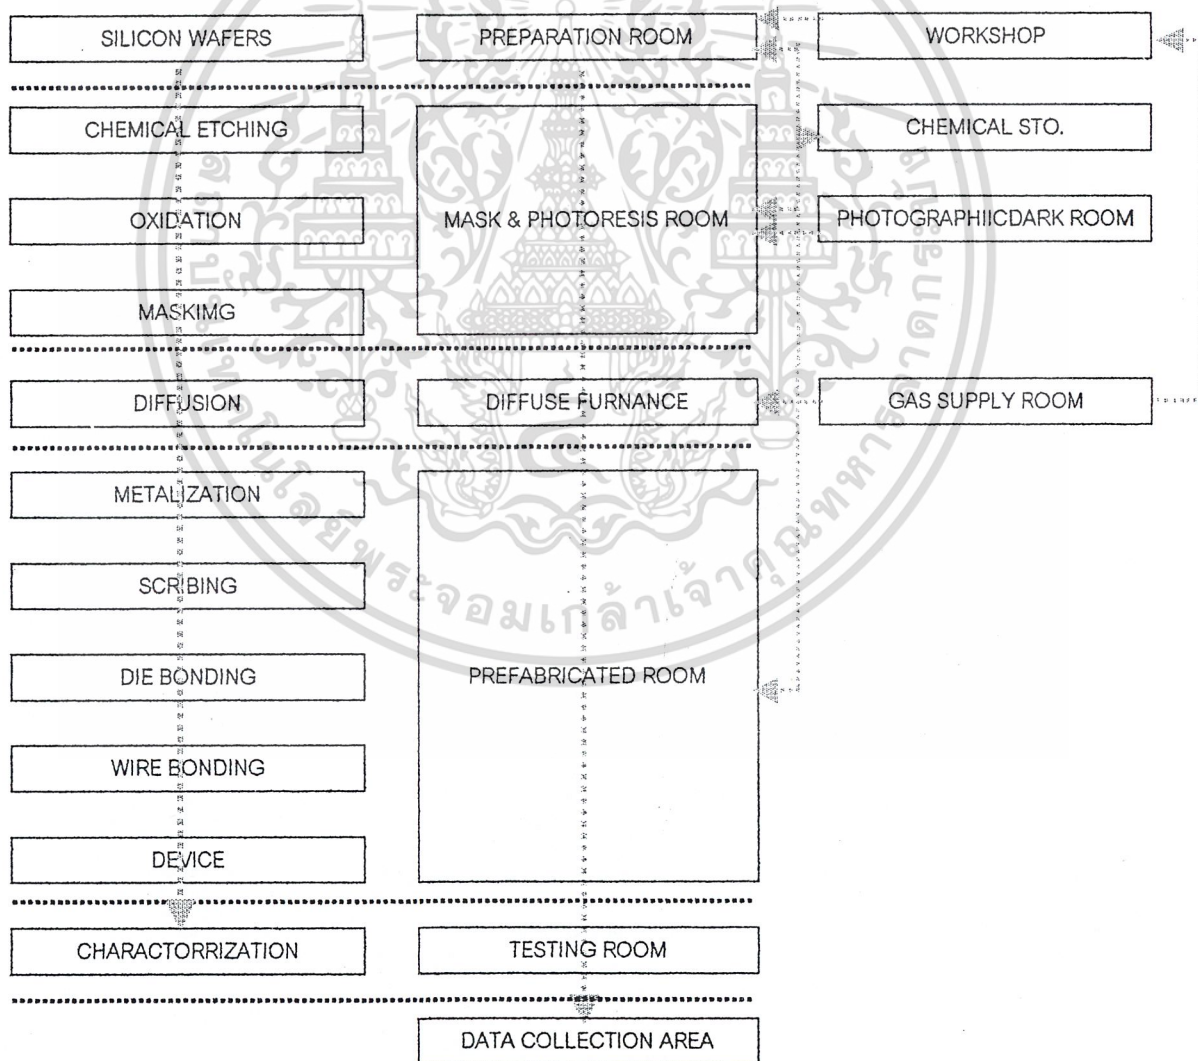 SILICON WAFERS
PREPARATION ROOM
WORKSHOP
CHEMICAL ETCHING
CHEMICAL STO.
OXIDATION
MASK & PHOTORESIS ROOM
PHOTOGRAPHIICDARK ROOM
MASKIMG
DIFFUSION
DIFFUSE FURNANCE
GAS SUPPLY ROOM
METALIZATION
SCRIBING
DIE BONDING
PREFABRICATED ROOM
WIRE BONDING
DEVICE
CHARACTORRIZATION
TESTING ROOM
DATA COLLECTION AREA